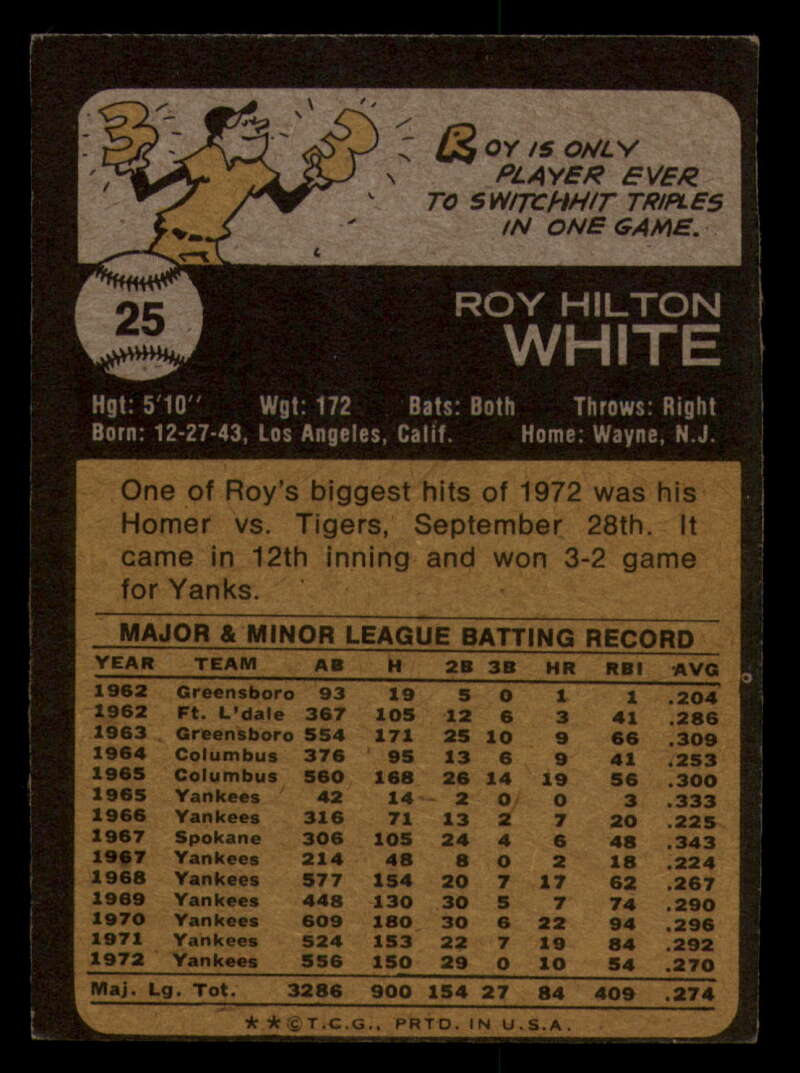 ROY IS ONLY
PLAYER EVER
TO SWITCHHIT TRIPLES
IN ONE GAME.
25
ROY HILTON
WHITE
Hgt: 5'10" Wgt: 172 Bats: Both Throws: Right
Born: 12-27-43, Los Angeles, Calif. Home: Wayne, N.J.
One of Roy's biggest hits of 1972 was his
Homer vs. Tigers, September 28th. It
came in 12th inning and won 3-2 game
for Yanks.
MAJOR & MINOR LEAGUE BATTING RECORD
YEAR TEAM AB H 2B 3B HR RBI AVG
1962 Greensboro 93 19 5 0 1 1 .204
1962 Ft. L'dale 367 105 12 6 3 41 .286
1963 Greensboro 554 171 25 10 9 66 .309
1964 Columbus 376 95 13 6 9 41 .253
1965 Columbus 560 168 26 14 19 56 .300
1965 Yankees 42 14 2 0 0 3 .333
1966 Yankees 316 71 13 2 7 20 .225
1967 Spokane 306 105 24 4 6 48 .343
1967 Yankees 214 48 8 0 2 18 .224
1968 Yankees 577 154 20 7 17 62 .267
1969 Yankees 448 130 30 5 7 74 .290
1970 Yankees 609 180 30 6 22 94 .296
1971 Yankees 524 153 22 7 19 84 .292
1972 Yankees 556 150 29 0 10 54 .270
Maj. Lg. Tot. 3286 900 154 27 84 409 .274
**©T.C.G., PRTD. IN U.S.A.